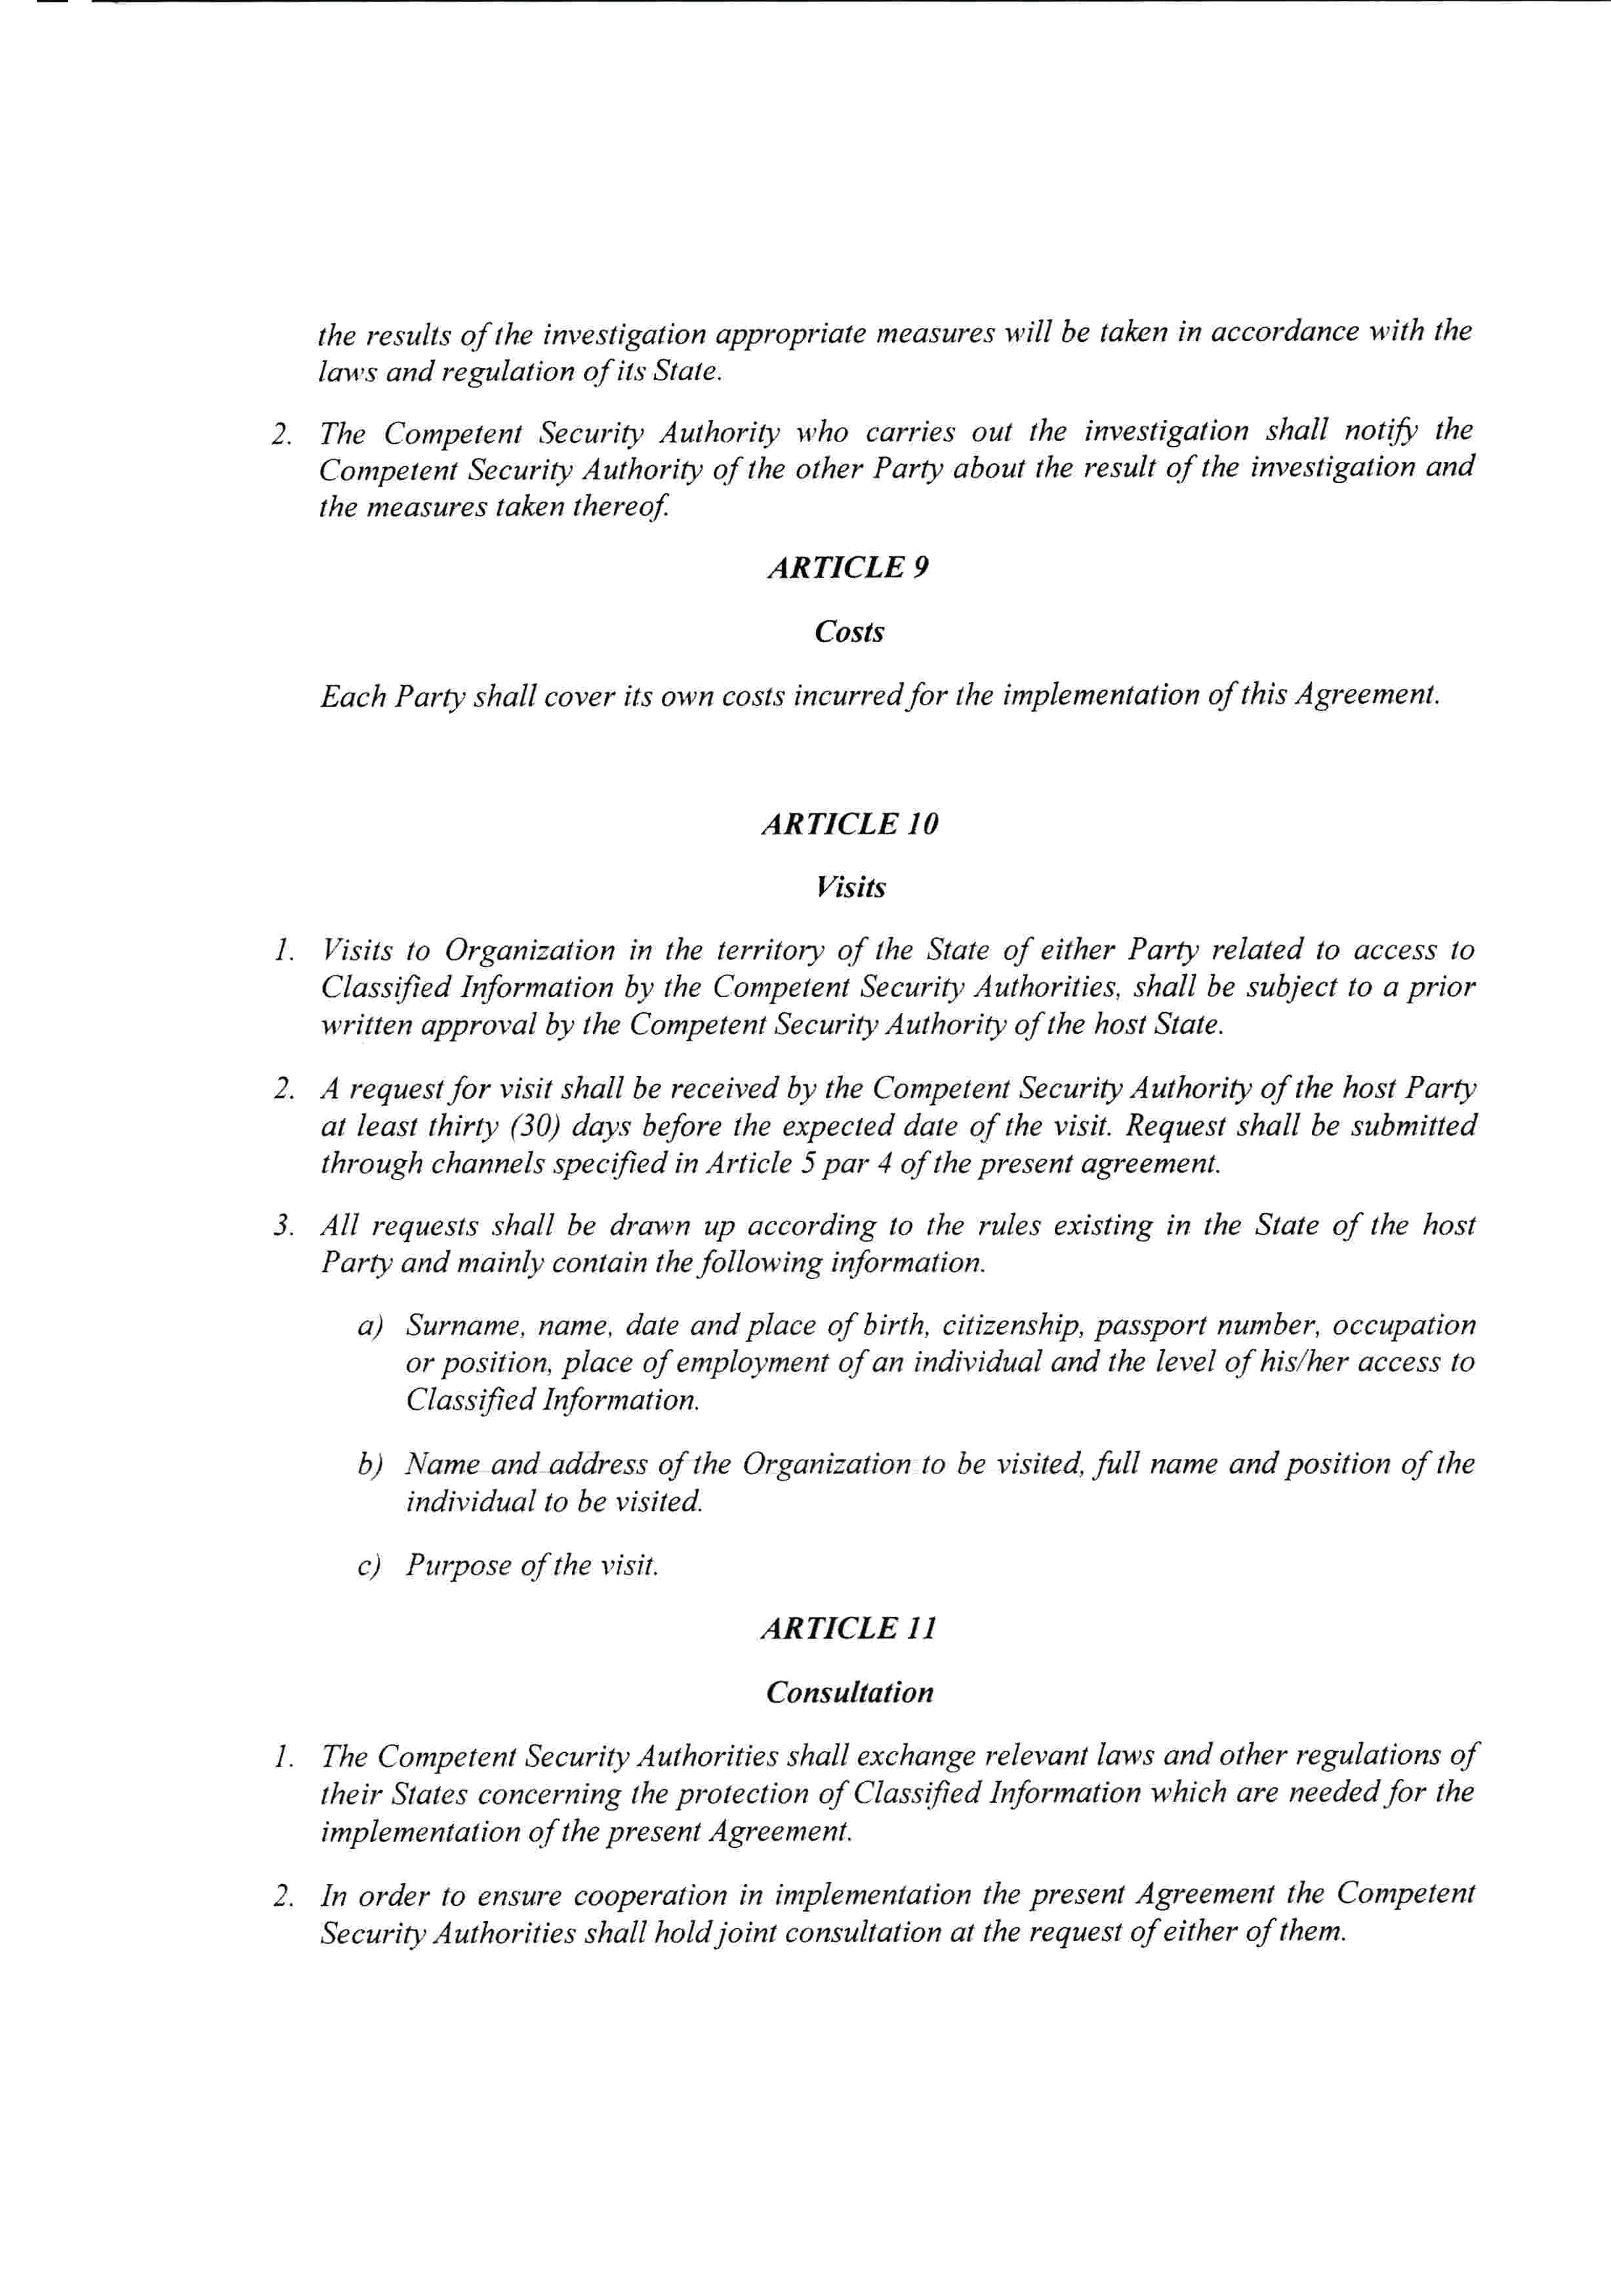 the results of the investigation appropriate measures will be taken in accordance with the
laws and regulation of its State.
2. The Competent Security Authority who carries out the investigation shall notify the
Competent Security Authority of the other Party about the result of the investigation and
the measures taken thereof.
ARTICLE 9
Costs
Each Party shall cover its own costs incurred for the implementation of this Agreement.
ARTICLE 10
Visits
1. Visits to Organization in the territory of the State of either Party related to access to
Classified Information by the Competent Security Authorities, shall be subject to a prior
written approval by the Competent Security Authority of the host State.
2. A request for visit shall be received by the Competent Security Authority of the host Party
at least thirty (30) days before the expected date of the visit. Request shall be submitted
through channels specified in Article 5 par 4 of the present agreement.
3. All requests shall be drawn up according to the rules existing in the State of the host
Party and mainly contain the following information.
a) Surname, name, date and place of birth, citizenship, passport number, occupation
or position, place of employment of an individual and the level of his/her access to
Classified Information.
b) Name and address of the Organization to be visited, full name and position of the
individual to be visited.
c) Purpose of the visit.
ARTICLE 11
Consultation
1. The Competent Security Authorities shall exchange relevant laws and other regulations of
their States concerning the protection of Classified Information which are needed for the
implementation of the present Agreement.
2. In order to ensure cooperation in implementation the present Agreement the Competent
Security Authorities shall hold joint consultation at the request of either of them.